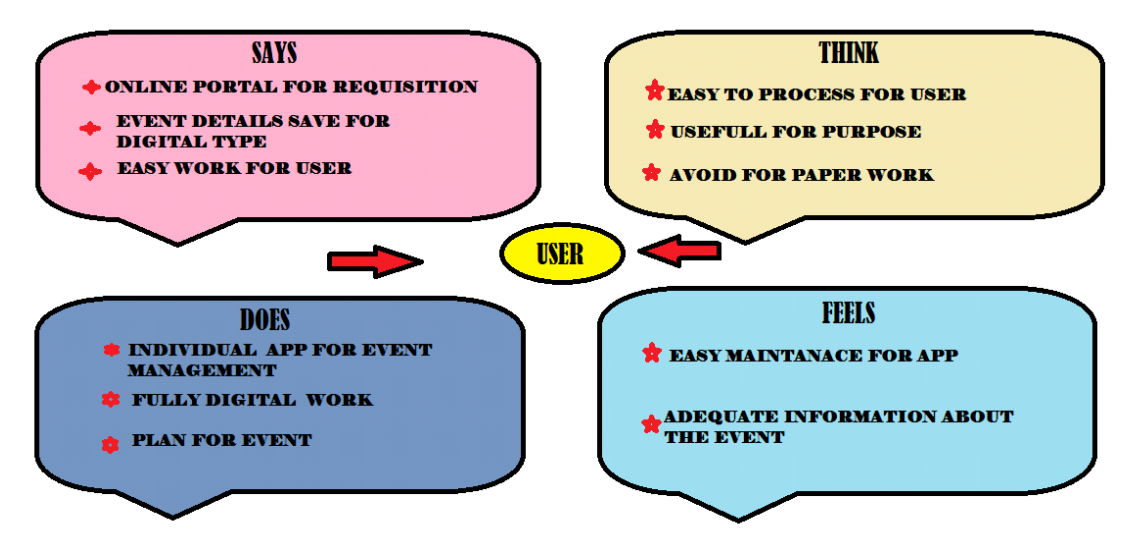 SAYS
ONLINE PORTAL FOR REQUISITION
EVENT DETAILS SAVE FOR
DIGITAL TYPE
EASY WORK FOR USER
THINK
EASY TO PROCESS FOR USER
USEFULL FOR PURPOSE
AVOID FOR PAPER WORK
USER
DOES
INDIVIDUAL APP FOR EVENT
MANAGEMENT
FULLY DIGITAL WORK
PLAN FOR EVENT
FEELS
EASY MAINTANACE FOR APP
ADEQUATE INFORMATION ABOUT
THE EVENT